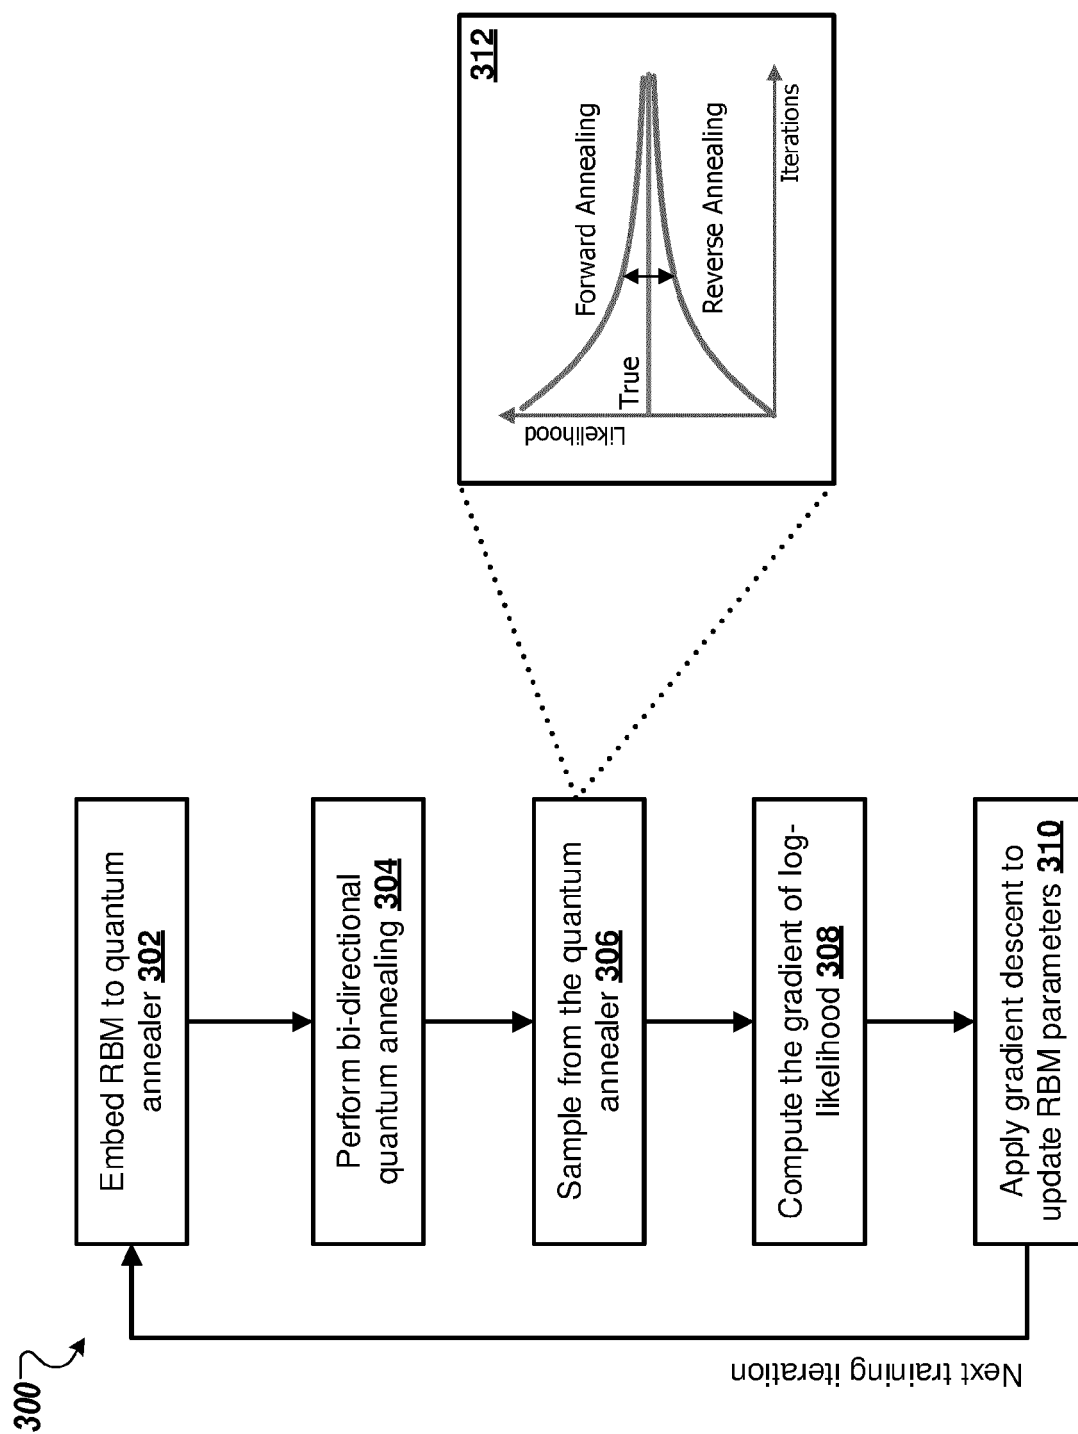 300
Embed RBM to quantum
annealer 302
Perform bi-directional
quantum annealing 304
Sample from the quantum
annealer 306
Compute the gradient of log-
likelihood 308
Apply gradient descent to
update RBM parameters 310
Next training iteration
312
Likelihood
True
Forward Annealing
Reverse Annealing
Iterations